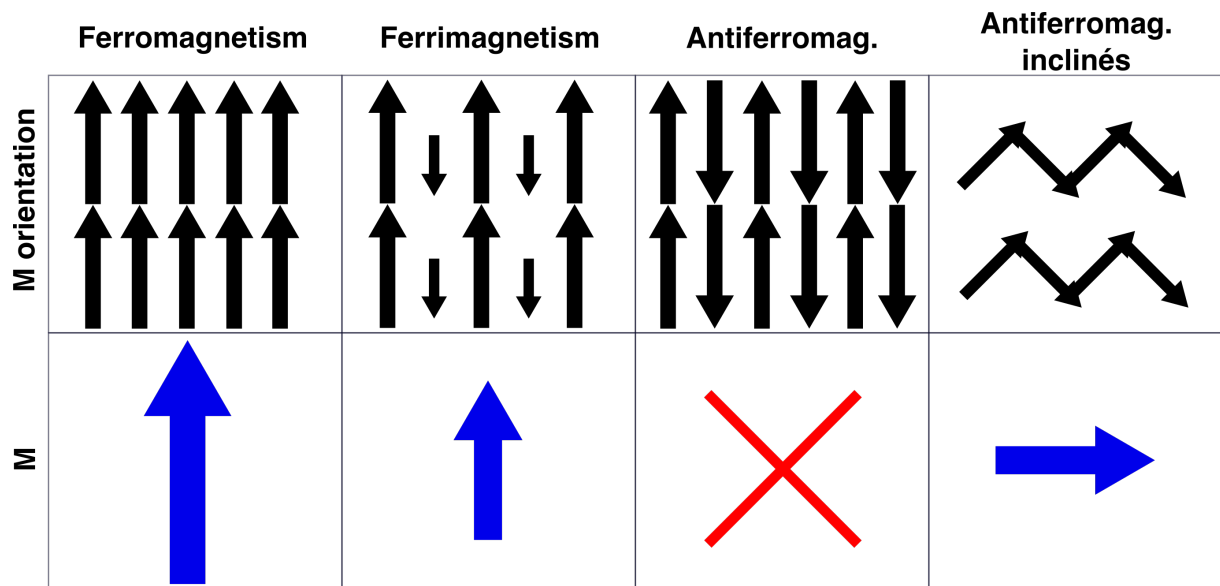 Ferromagnetism
Ferrimagnetism
Antiferromag.
Antiferromag.
inclinés
M orientation
M